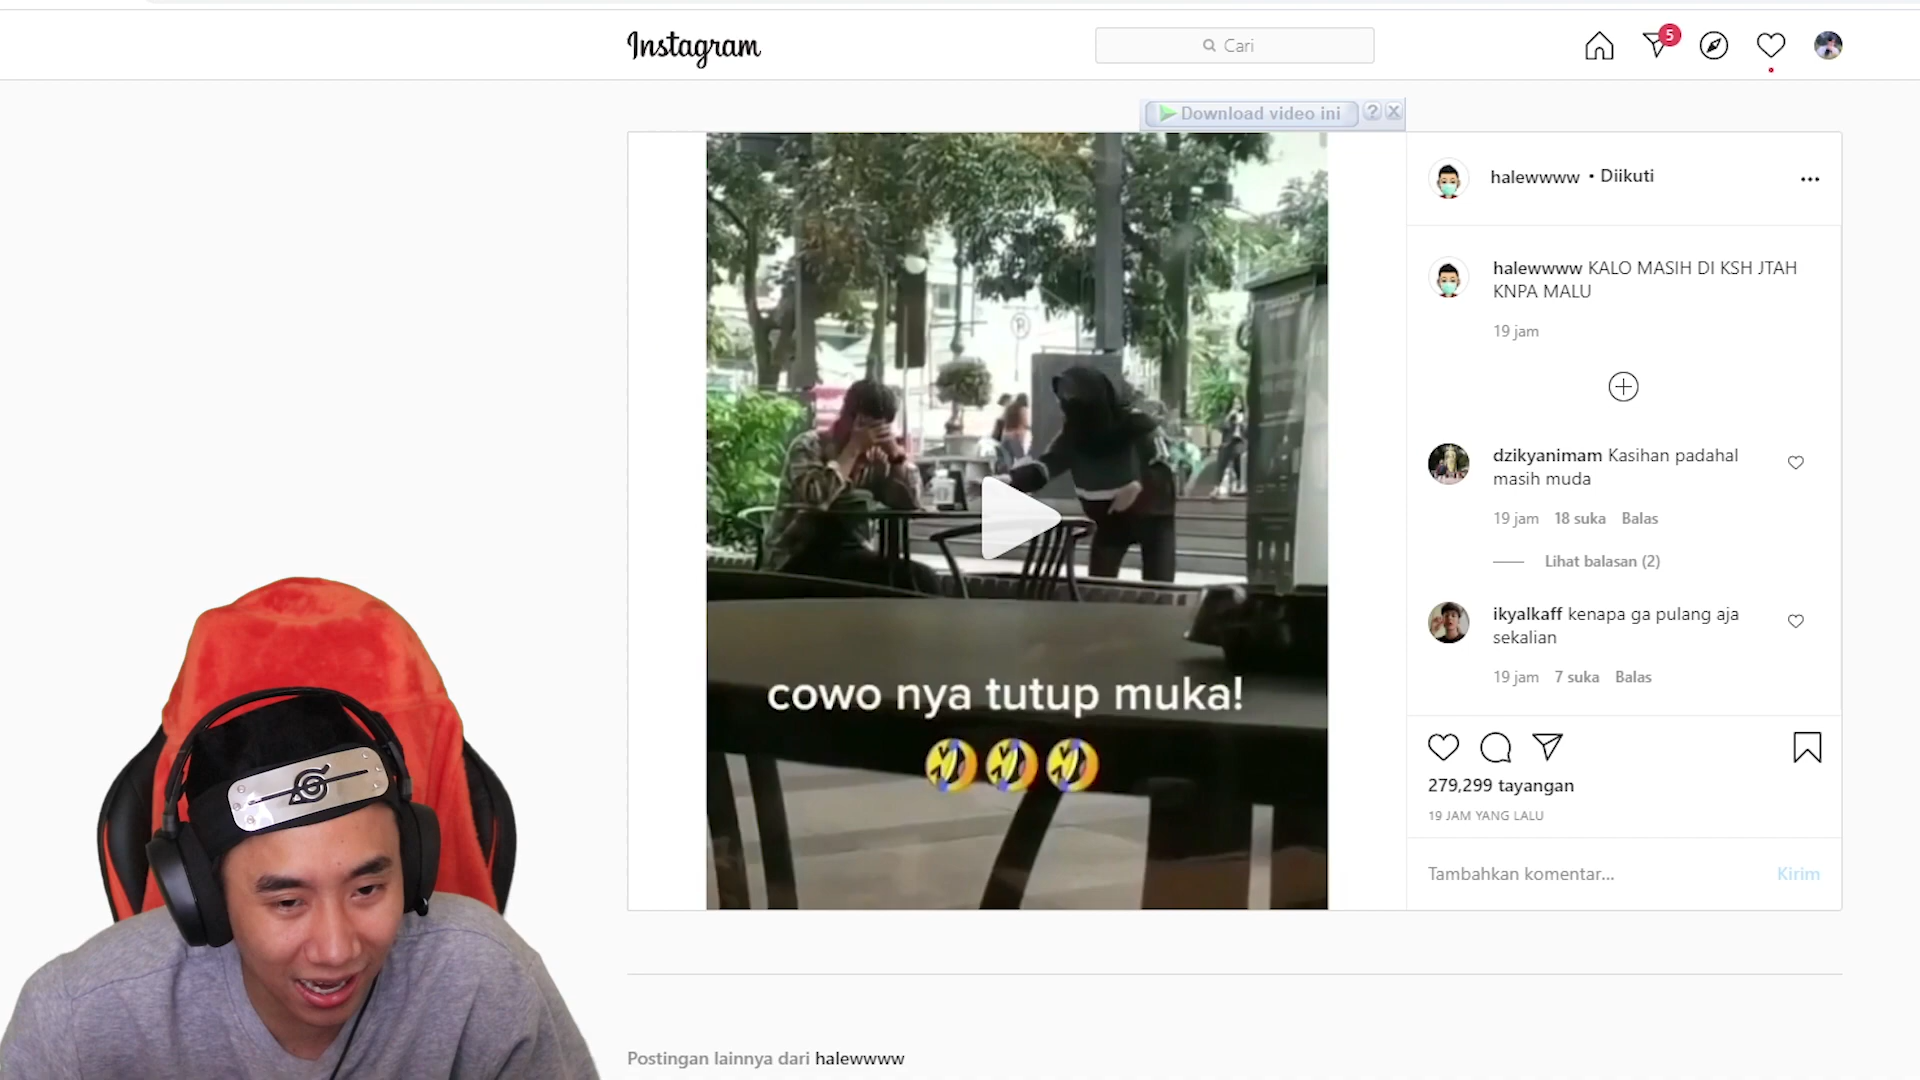 Instagram
Cari
5
Download video ini
?
X
halewwww • Diikuti
halewwww KALO MASIH DI KSH JTAH
KNPA MALU
19 jam
dzikyanimam Kasihan padahal
masih muda
19 jam 18 suka Balas
Lihat balasan (2)
ikyalkaff kenapa ga pulang aja
sekalian
19 jam 7 suka Balas
cowo nya tutup muka!
🤣🤣🤣
279,299 tayangan
19 JAM YANG LALU
Tambahkan komentar... Kirim
Postingan lainnya dari halewwww